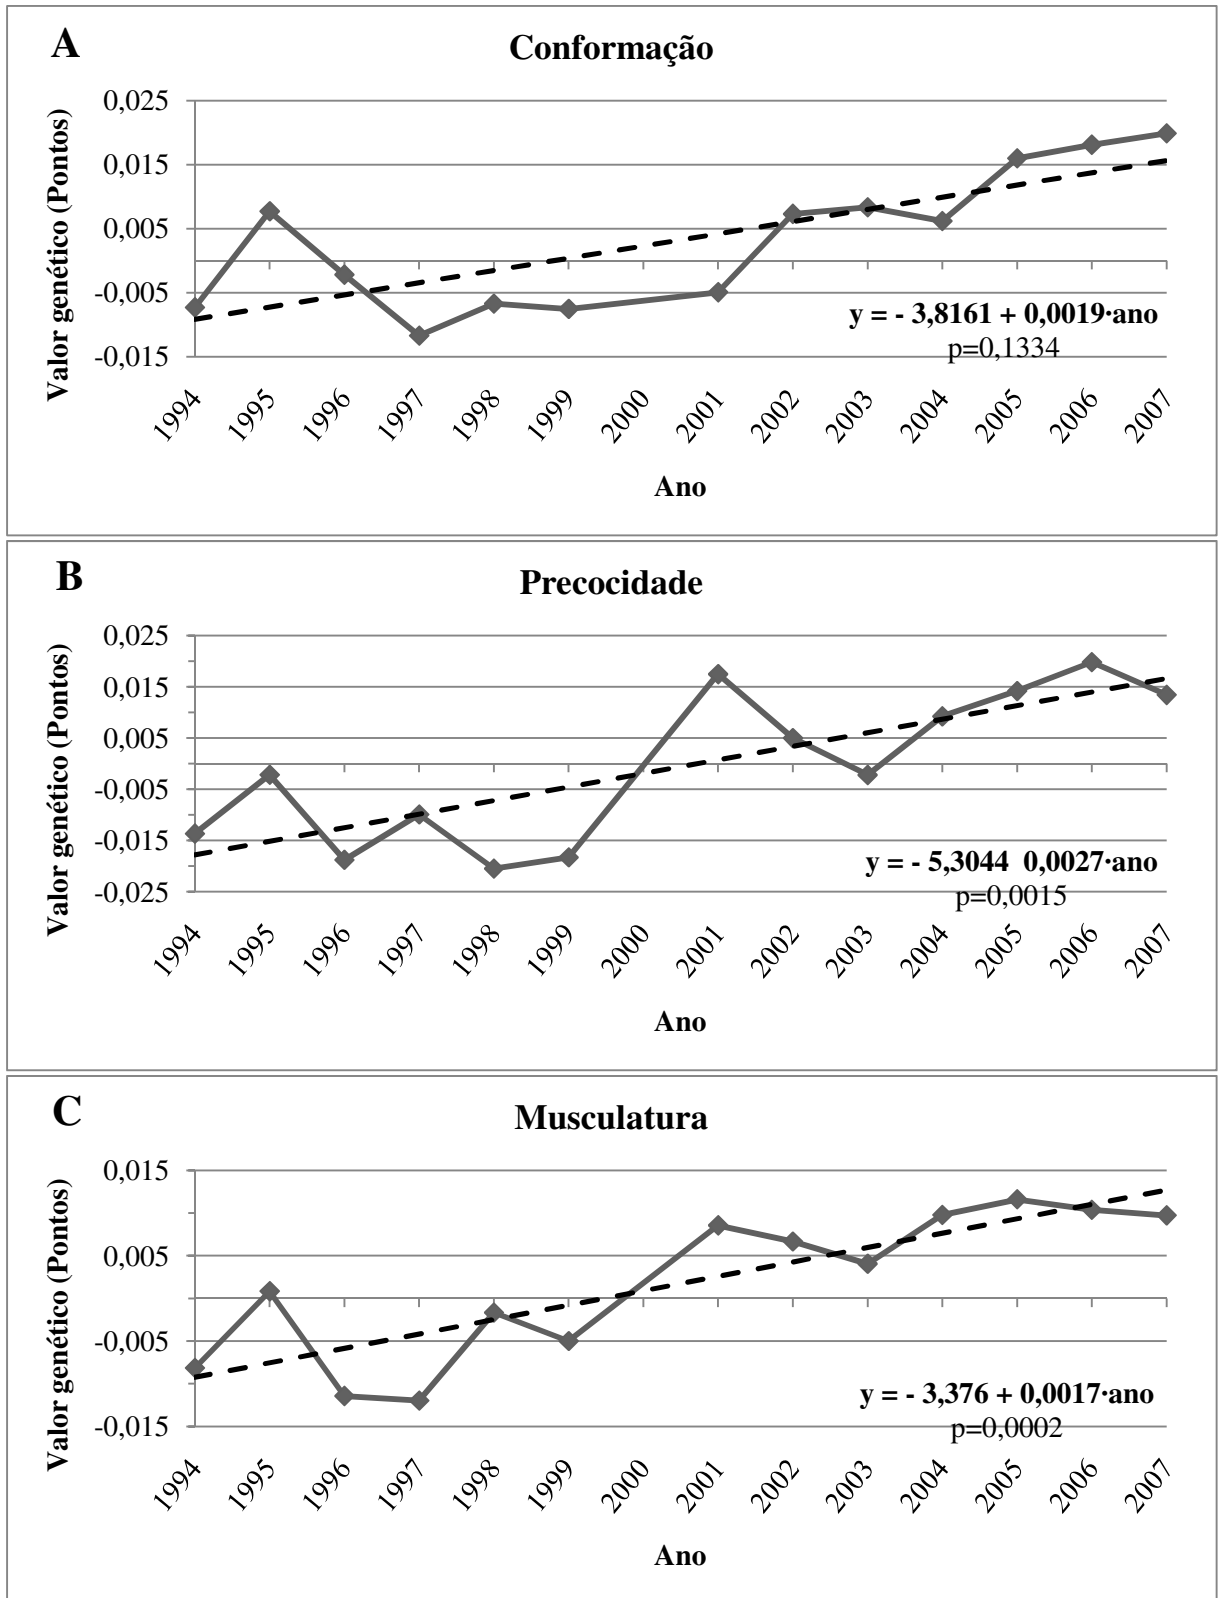 A
Conformação
Valor genético (Pontos)
0,025
0,015
0,005
-0,005
-0,015
y = - 3,8161 + 0,0019·ano
p=0,1334
1994 1995 1996 1997 1998 1999 2000 2001 2002 2003 2004 2005 2006 2007
Ano
B
Precocidade
Valor genético (Pontos)
0,025
0,015
0,005
-0,005
-0,015
-0,025
y = - 5,3044  0,0027·ano
p=0,0015
1994 1995 1996 1997 1998 1999 2000 2001 2002 2003 2004 2005 2006 2007
Ano
C
Musculatura
Valor genético (Pontos)
0,015
0,005
-0,005
-0,015
y = - 3,376 + 0,0017·ano
p=0,0002
1994 1995 1996 1997 1998 1999 2000 2001 2002 2003 2004 2005 2006 2007
Ano